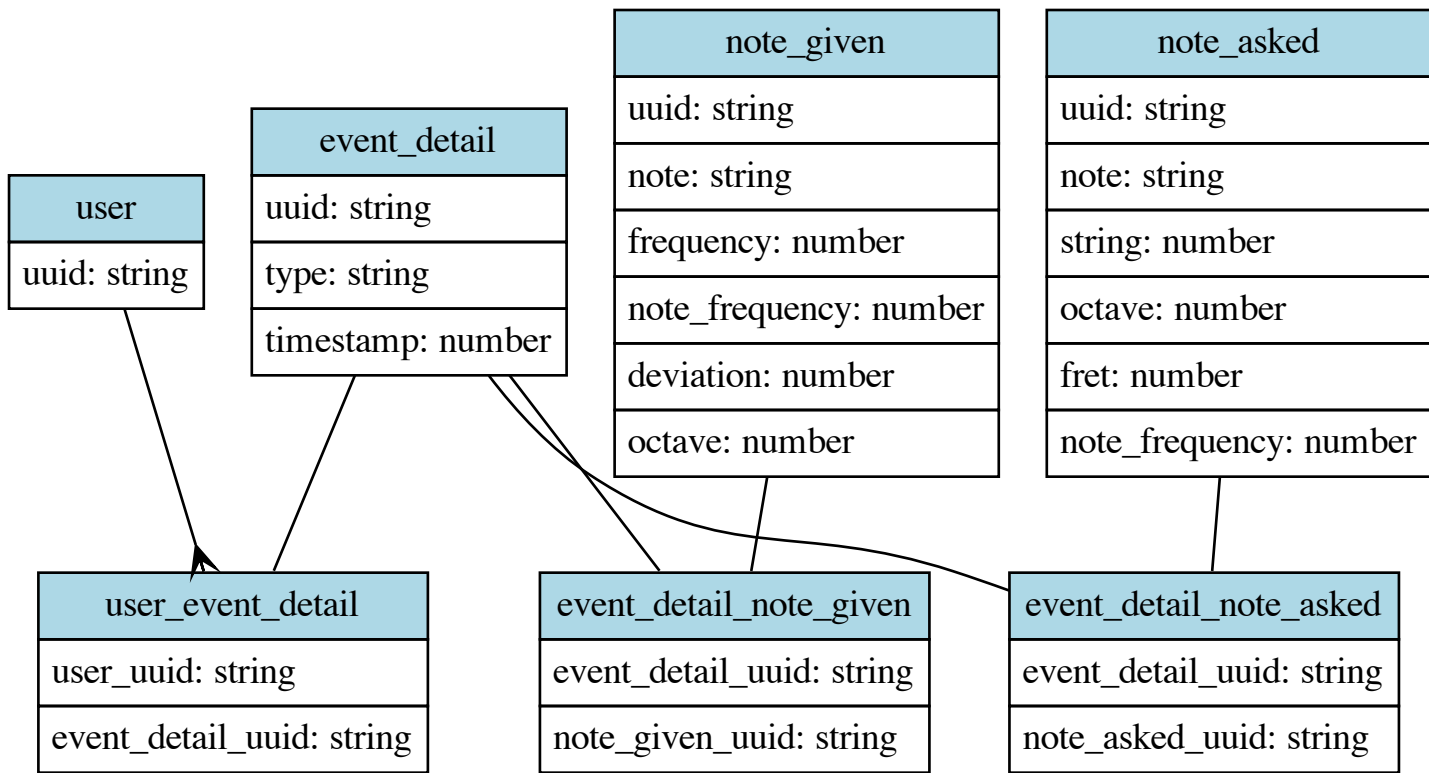 note_given
uuid: string
note: string
frequency: number
note_frequency: number
deviation: number
octave: number
note_asked
uuid: string
note: string
string: number
octave: number
fret: number
note_frequency: number
event_detail
uuid: string
type: string
timestamp: number
user
uuid: string
user_event_detail
user_uuid: string
event_detail_uuid: string
event_detail_note_given
event_detail_uuid: string
note_given_uuid: string
event_detail_note_asked
event_detail_uuid: string
note_asked_uuid: string